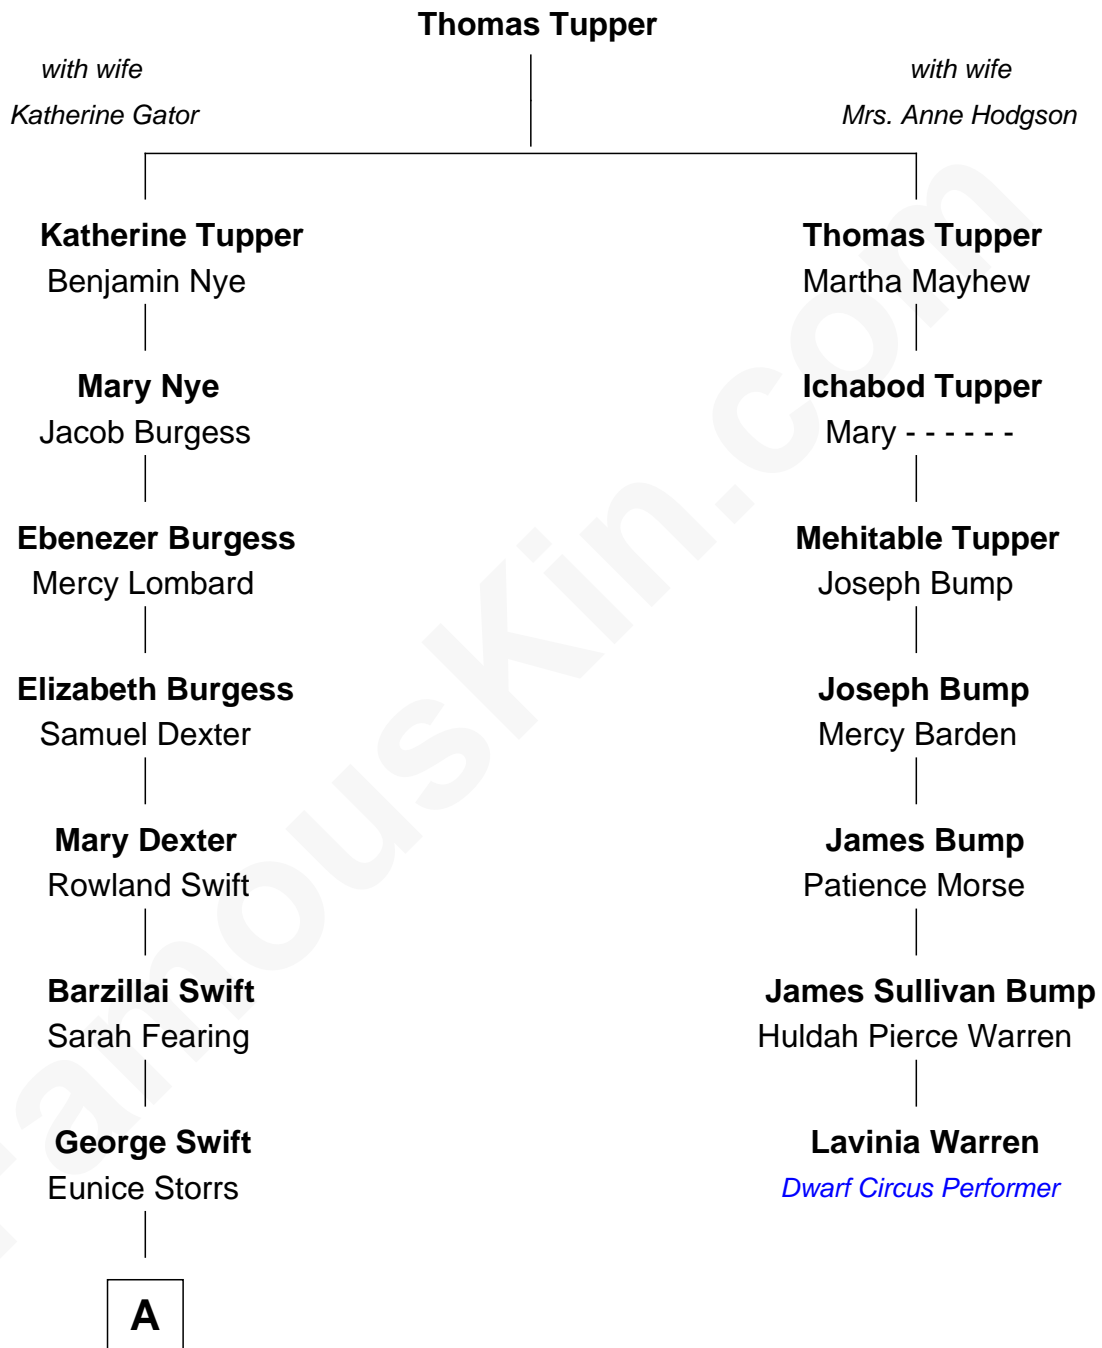 Thomas Tupper
with wife
Katherine Gator
with wife
Mrs. Anne Hodgson
Katherine Tupper
Benjamin Nye
Thomas Tupper
Martha Mayhew
Mary Nye
Jacob Burgess
Ichabod Tupper
Mary - - - - - -
Ebenezer Burgess
Mercy Lombard
Mehitable Tupper
Joseph Bump
Elizabeth Burgess
Samuel Dexter
Joseph Bump
Mercy Barden
Mary Dexter
Rowland Swift
James Bump
Patience Morse
Barzillai Swift
Sarah Fearing
James Sullivan Bump
Huldah Pierce Warren
George Swift
Eunice Storrs
Lavinia Warren
Dwarf Circus Performer
A
FamousKin.com